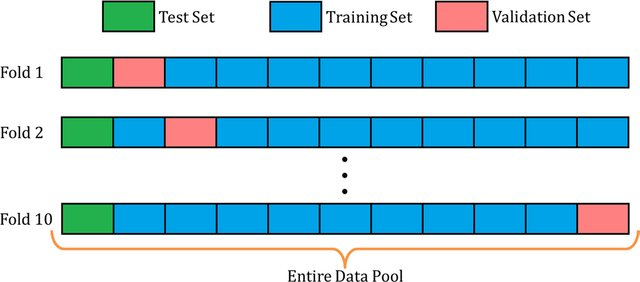 Test Set
Training Set
Validation Set
Fold 1
Fold 2
Fold 10
Entire Data Pool